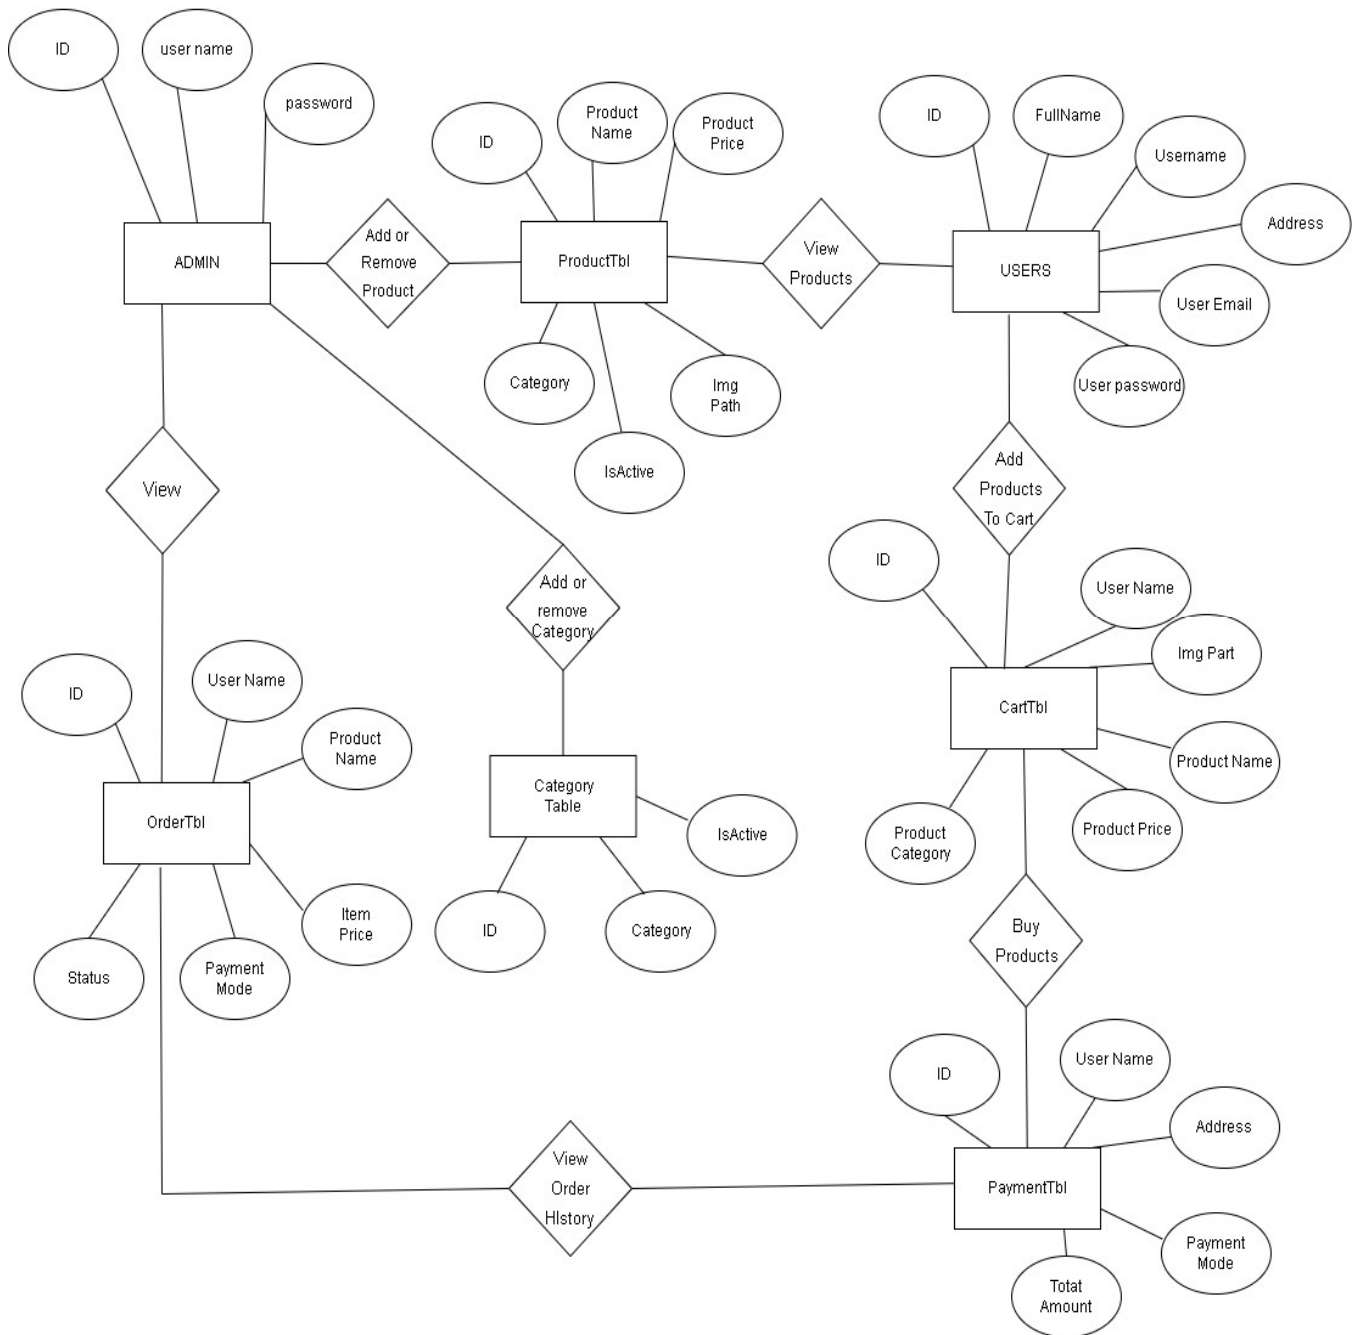 ID
user name
password
ID
Product
Name
Product
Price
ID
FullName
Username
Address
ADMIN
Add or
Remove
Product
ProductTbl
View
Products
USERS
User Email
User password
Category
Img
Path
IsActive
View
Add
Products
To Cart
ID
User Name
Img Part
Add or
remove
Category
ID
User Name
Product
Name
CartTbl
Product Name
Product Price
Product
Category
OrderTbl
Category
Table
IsActive
Item
Price
Status
Payment
Mode
ID
Category
Buy
Products
ID
User Name
Address
View
Order
HIstory
PaymentTbl
Payment
Mode
Totat
Amount